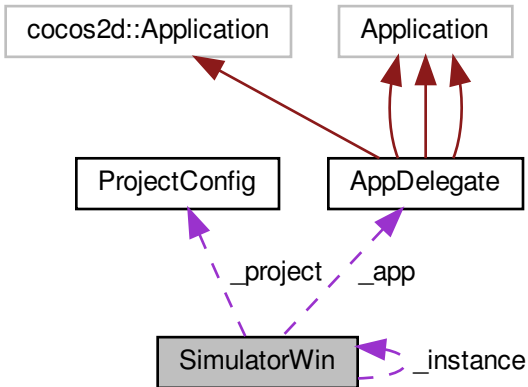 cocos2d::Application
Application
ProjectConfig
AppDelegate
_project
_app
SimulatorWin
_instance